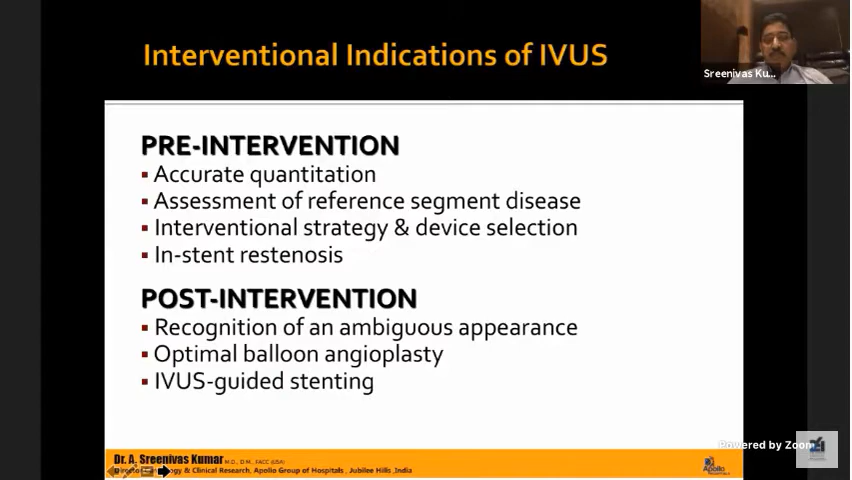 Interventional Indications of IVUS
Sreenivas Ku...
PRE-INTERVENTION
▪ Accurate quantitation
▪ Assessment of reference segment disease
▪ Interventional strategy & device selection
▪ In-stent restenosis
POST-INTERVENTION
▪ Recognition of an ambiguous appearance
▪ Optimal balloon angioplasty
▪ IVUS-guided stenting
Powered by Zoom
Dr. A. Sreenivas Kumar M.D., D.M., FACC (USA)
& Clinical Research, Apollo Group of Hospitals , Jubilee Hills ,India
Apollo